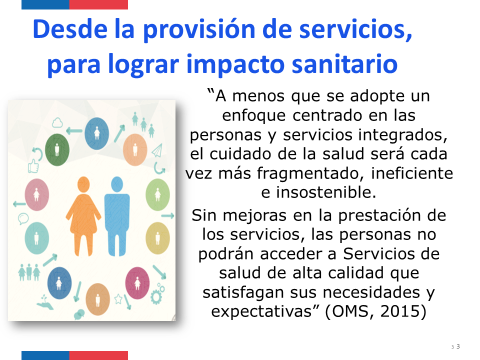 Desde la provisión de servicios,
para lograr impacto sanitario
“A menos que se adopte un
enfoque centrado en las
personas y servicios integrados,
el cuidado de la salud será cada
vez más fragmentado, ineficiente
e insostenible.
Sin mejoras en la prestación de
los servicios, las personas no
podrán acceder a Servicios de
salud de alta calidad que
satisfagan sus necesidades y
expectativas” (OMS, 2015)
3 3